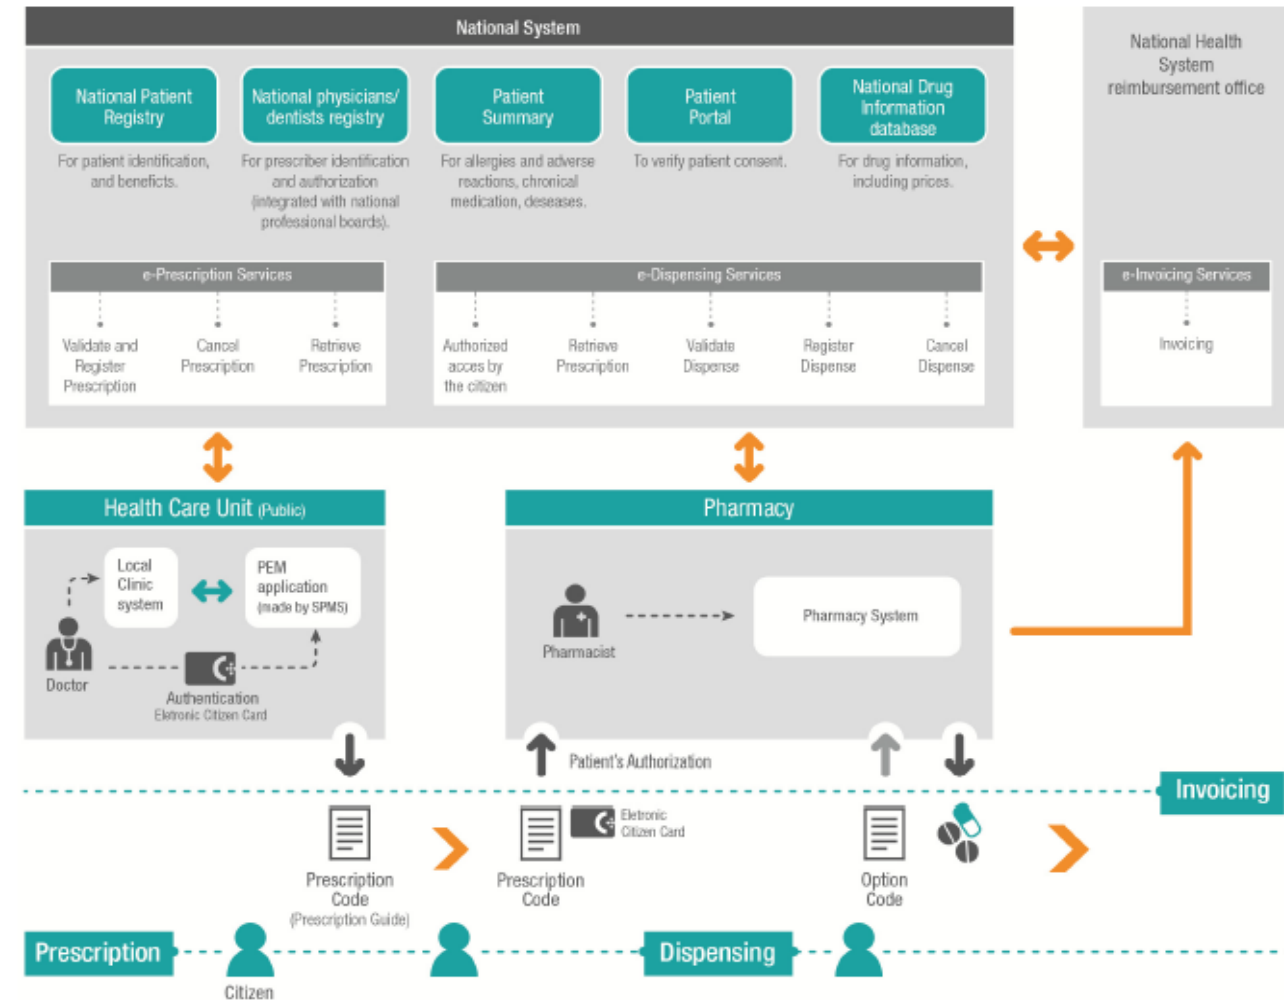 National System
National Patient
Registry
For patient identification,
and beneficts.
National physicians/
dentists registry
For prescriber identification
and authorization
(integrated with national
professional boards).
Patient
Summary
For allergies and adverse
reactions, chronical
medication, deseases.
Patient
Portal
To verify patient consent.
National Drug
Information
database
For drug information,
including prices.
National Health
System
reimbursement office
e-Prescription Services
Validate and
Register
Prescription
Cancel
Prescription
Retrieve
Prescription
e-Dispensing Services
Authorized
acces by
the citizen
Retrieve
Prescription
Validate
Dispense
Register
Dispense
Cancel
Dispense
e-Invoicing Services
Invoicing
Health Care Unit (Public)
Local
Clinic
system
PEM
application
(made by SPMS)
Doctor
Authentication
Eletronic Citizen Card
Pharmacy
Pharmacist
Pharmacy System
Patient's Authorization
Invoicing
Prescription
Code
(Prescription Guide)
Prescription
Code
Eletronic
Citizen Card
Option
Code
Prescription
Citizen
Dispensing